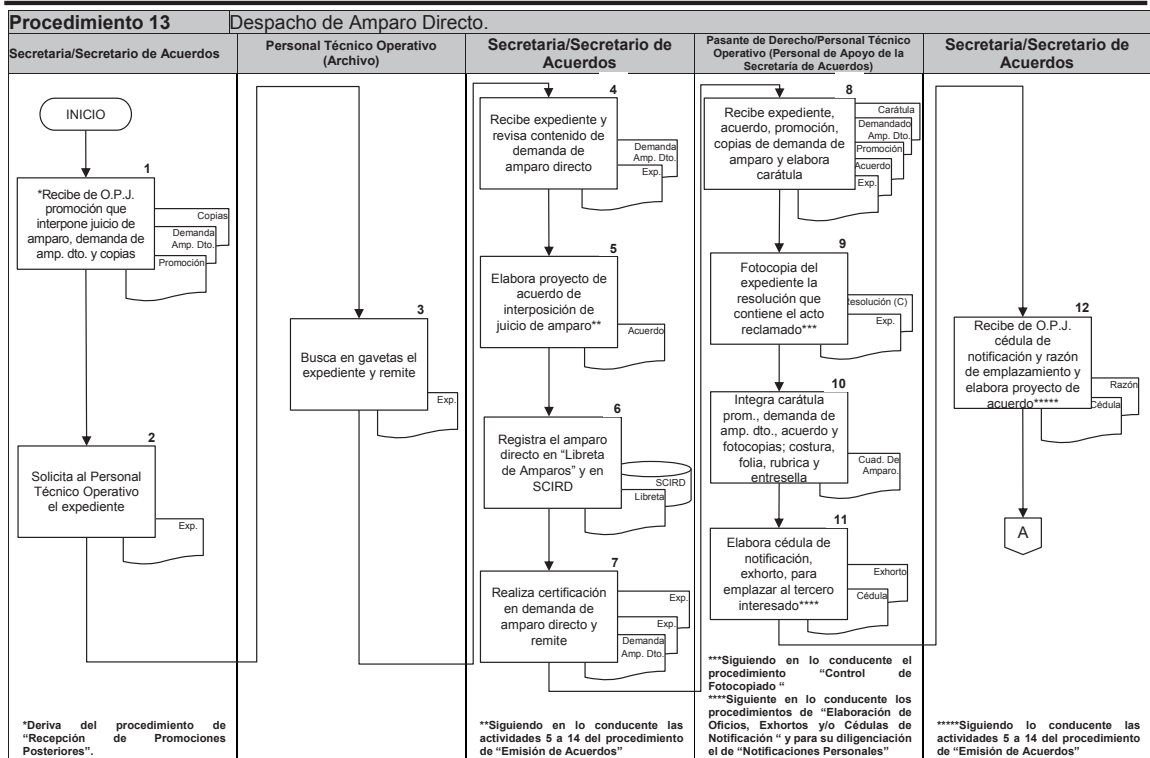 Procedimiento 13
Despacho de Amparo Directo.
Secretaria/Secretario de Acuerdos
Personal Técnico Operativo
(Archivo)
Secretaria/Secretario de
Acuerdos
Pasante de Derecho/Personal Técnico
Operativo (Personal de Apoyo de la
Secretaría de Acuerdos)
Secretaria/Secretario de
Acuerdos
INICIO
1
*Recibe de O.P.J.
promoción que
interpone juicio de
amparo, demanda de
amp. dto. y copias
Copias
Demanda
Amp. Dto.
Promoción
2
Solicita al Personal
Técnico Operativo
el expediente
Exp.
*Deriva del procedimiento de
"Recepción de Promociones
Posteriores".
3
Busca en gavetas el
expediente y remite
Exp.
4
Recibe expediente y
revisa contenido de
demanda de
amparo directo
Demanda
Amp. Dto.
Exp.
5
Elabora proyecto de
acuerdo de
interposición de
juicio de amparo**
Acuerdo
6
Registra el amparo
directo en "Libreta
de Amparos" y en
SCIRD
SCIRD
Libreta
7
Realiza certificación
en demanda de
amparo directo y
remite
Exp.
Exp.
Demanda
Amp. Dto.
**Siguiendo en lo conducente las
actividades 5 a 14 del procedimiento
de "Emisión de Acuerdos"
8
Recibe expediente,
acuerdo, promoción,
copias de demanda de
amparo y elabora
carátula
Carátula
Demandado
Amp. Dto.
Promoción
Acuerdo
Exp.
9
Fotocopia del
expediente la
resolución que
contiene el acto
reclamado***
esolución (C)
Exp.
10
Integra carátula
prom., demanda de
amp. dto., acuerdo y
fotocopias; costura,
folia, rubrica y
entresella
Cuad. De
Amparo.
11
Elabora cédula de
notificación,
exhorto, para
emplazar al tercero
interesado****
Exhorto
Cédula
***Siguiendo en lo conducente el
procedimiento "Control de
Fotocopiado "
****Siguiente en lo conducente los
procedimientos de "Elaboración de
Oficios, Exhortos y/o Cédulas de
Notificación " y para su diligenciación
el de "Notificaciones Personales"
12
Recibe de O.P.J.
cédula de
notificación y razón
de emplazamiento y
elabora proyecto de
acuerdo*****
Razón
Cédula
A
*****Siguiendo lo conducente las
actividades 5 a 14 del procedimiento
de "Emisión de Acuerdos"